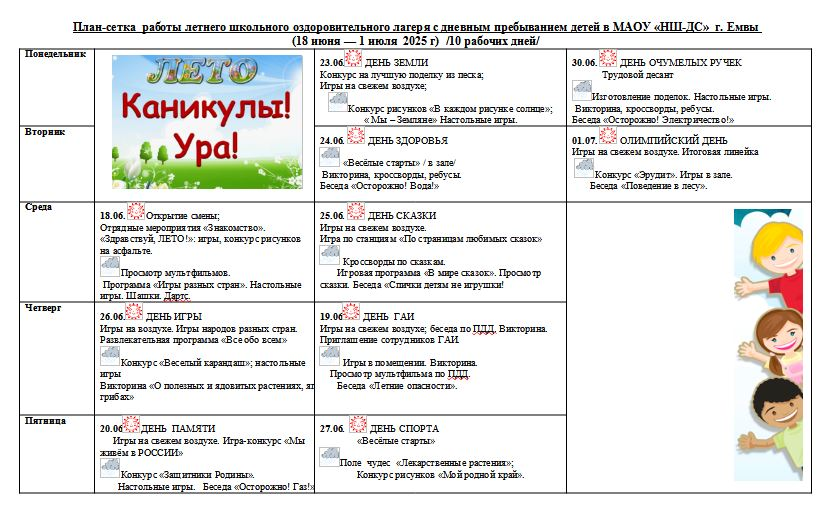 План-сетка работы летнего школьного оздоровительного лагеря с дневным пребыванием детей в МАОУ «НШ-ДС» г. Емвы
(18 июня — 1 июля 2025 г) /10 рабочих дней/
Понедельник
ЛЕТО
Каникулы!
Ура!
23.06. ДЕНЬ ЗЕМЛИ
Конкурс на лучшую поделку из песка;
Игры на свежем воздухе;
Конкурс рисунков «В каждом рисунке солнце»;
« Мы – Земляне» Настольные игры.
30.06. ДЕНЬ ОЧУМЕЛЫХ РУЧЕК
Трудовой десант
Изготовление поделок. Настольные игры.
Викторина, кроссворды, ребусы.
Беседа «Осторожно! Электричество!»
Вторник
24.06. ДЕНЬ ЗДОРОВЬЯ
«Весёлые старты» / в зале/
Викторина, кроссворды, ребусы.
Беседа «Осторожно! Вода!»
01.07. ОЛИМПИЙСКИЙ ДЕНЬ
Игры на свежем воздухе. Итоговая линейка
Конкурс «Эрудит». Игры в зале.
Беседа «Поведение в лесу».
Среда
18.06. Открытие смены;
Отрядные мероприятия «Знакомство».
«Здравствуй, ЛЕТО!»: игры, конкурс рисунков
на асфальте.
Просмотр мультфильмов.
Программа «Игры разных стран». Настольные
игры. Шашки. Дартс.
25.06. ДЕНЬ СКАЗКИ
Игры на свежем воздухе.
Игра по станциям «По страницам любимых сказок»
Кроссворды по сказкам.
Игровая программа «В мире сказок». Просмотр
сказки. Беседа «Спички детям не игрушки!
Четверг
26.06. ДЕНЬ ИГРЫ
Игры на воздухе. Игры народов разных стран.
Развлекательная программа «Все обо всем»
Конкурс «Веселый карандаш»; настольные
игры
Викторина «О полезных и ядовитых растениях, яг
грибах»
19.06. ДЕНЬ ГАИ
Игры на свежем воздухе; беседа по ПДД. Викторина.
Приглашение сотрудников ГАИ.
Игры в помещении. Викторина.
Просмотр мультфильма по ПДД.
Беседа «Летние опасности».
Пятница
20.06 ДЕНЬ ПАМЯТИ
Игры на свежем воздухе. Игра-конкурс «Мы
живём в РОССИИ»
Конкурс «Защитники Родины».
Настольные игры. Беседа «Осторожно! Газ!»
27.06. ДЕНЬ СПОРТА
«Весёлые старты»
Поле чудес «Лекарственные растения»;
Конкурс рисунков «Мой родной край».